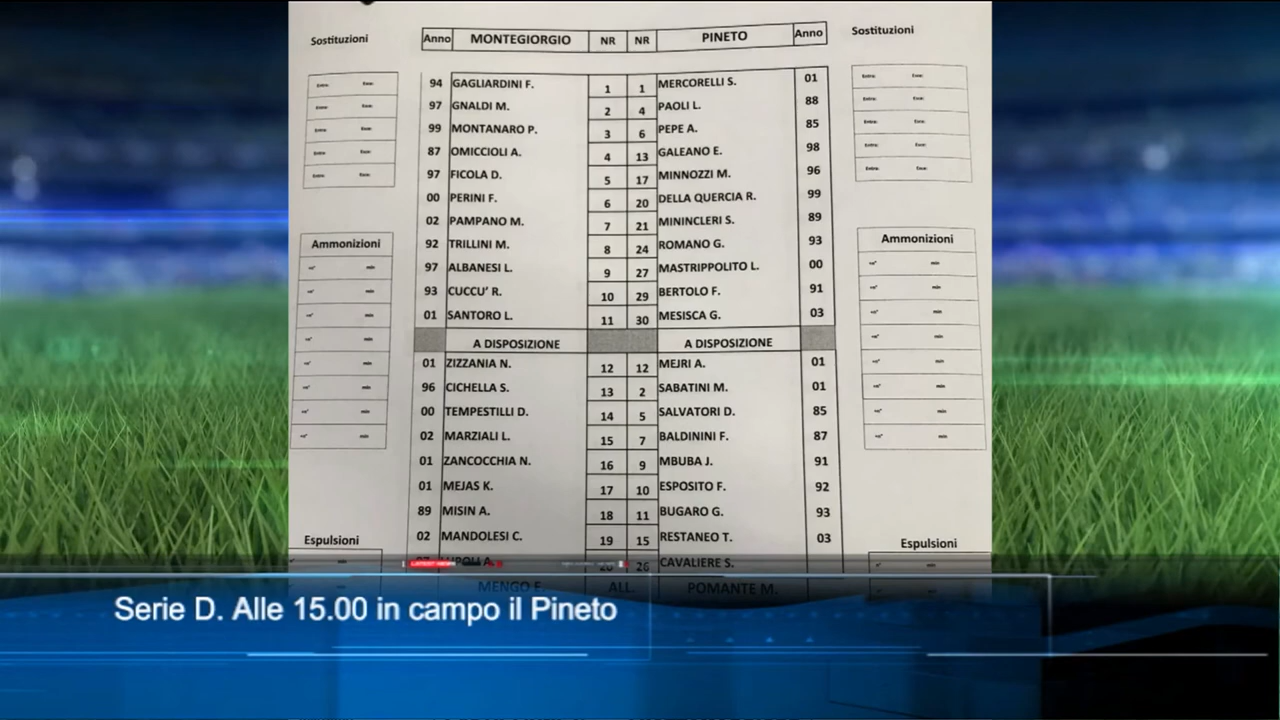 Sostituzioni
Anno MONTEGIORGIO NR NR PINETO Anno
Sostituzioni
94 GAGLIARDINI F. 1 1 MERCORELLI S. 01
97 GNALDI M. 2 4 PAOLI L. 88
99 MONTANARO P. 3 6 PEPE A. 85
87 OMICCIOLI A. 4 13 GALEANO E. 98
97 FICOLA D. 5 17 MINNOZZI M. 96
00 PERINI F. 6 20 DELLA QUERCIA R. 99
02 PAMPANO M. 7 21 MININCLERI S. 89
92 TRILLINI M. 8 24 ROMANO G. 93
97 ALBANESI L. 9 27 MASTRIPPOLITO L. 00
93 CUCCU' R. 10 29 BERTOLO F. 91
01 SANTORO L. 11 30 MESISCA G. 03
Ammonizioni
Ammonizioni
A DISPOSIZIONE A DISPOSIZIONE
01 ZIZZANIA N. 12 12 MEJRI A. 01
96 CICHELLA S. 13 2 SABATINI M. 01
00 TEMPESTILLI D. 14 5 SALVATORI D. 85
02 MARZIALI L. 15 7 BALDININI F. 87
01 ZANCOCCHIA N. 16 9 MBUBA J. 91
01 MEJAS K. 17 10 ESPOSITO F. 92
89 MISIN A. 18 11 BUGARO G. 93
02 MANDOLESI C. 19 15 RESTANEO T. 03
20 26 CAVALIERE S.
MENGO F. ALL. POMANTE M.
Espulsioni
Espulsioni
LATEST NEWS
Serie D. Alle 15.00 in campo il Pineto